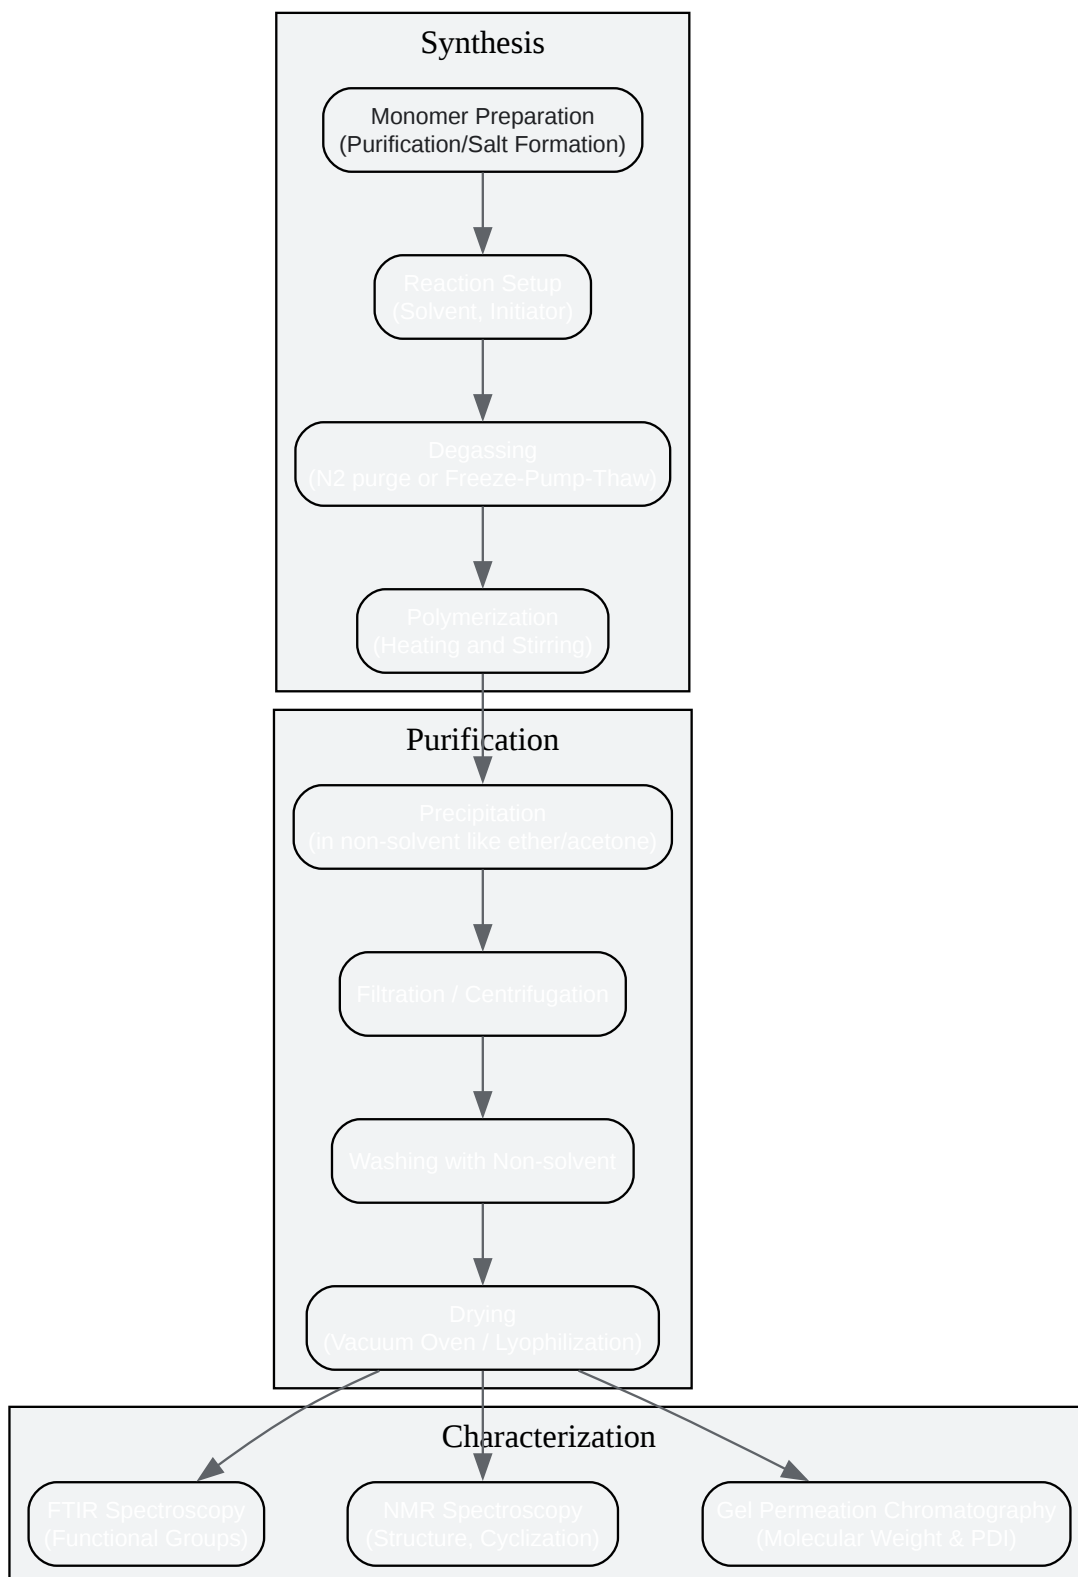 Synthesis
Monomer Preparation
(Purification/Salt Formation)
Reaction Setup
(Solvent, Initiator)
Degassing
(N2 purge or Freeze-Pump-Thaw)
Polymerization
(Heating and Stirring)
Purification
Precipitation
(in non-solvent like ether/acetone)
Filtration / Centrifugation
Washing with Non-solvent
Drying
(Vacuum Oven / Lyophilization)
Characterization
FTIR Spectroscopy
(Functional Groups)
NMR Spectroscopy
(Structure, Cyclization)
Gel Permeation Chromatography
(Molecular Weight & PDI)